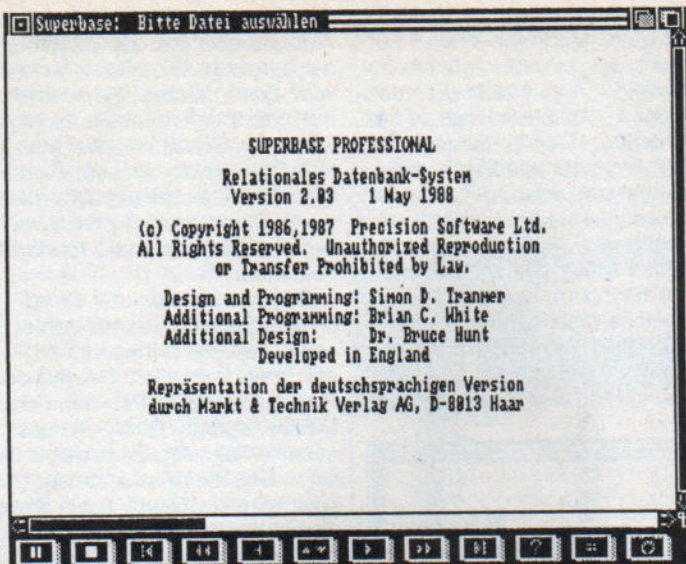 Superbase: Bitte Datei auswählen
SUPERBASE PROFESSIONAL
Relationales Datenbank-System
Version 2.03 1 May 1988
(c) Copyright 1986,1987 Precision Software Ltd.
All Rights Reserved. Unauthorized Reproduction
or Transfer Prohibited by Law.
Design and Programming: Simon D. Tranmer
Additional Programming: Brian C. White
Additional Design: Dr. Bruce Hunt
Developed in England
Repräsentation der deutschsprachigen Version
durch Markt & Technik Verlag AG, D-8013 Haar